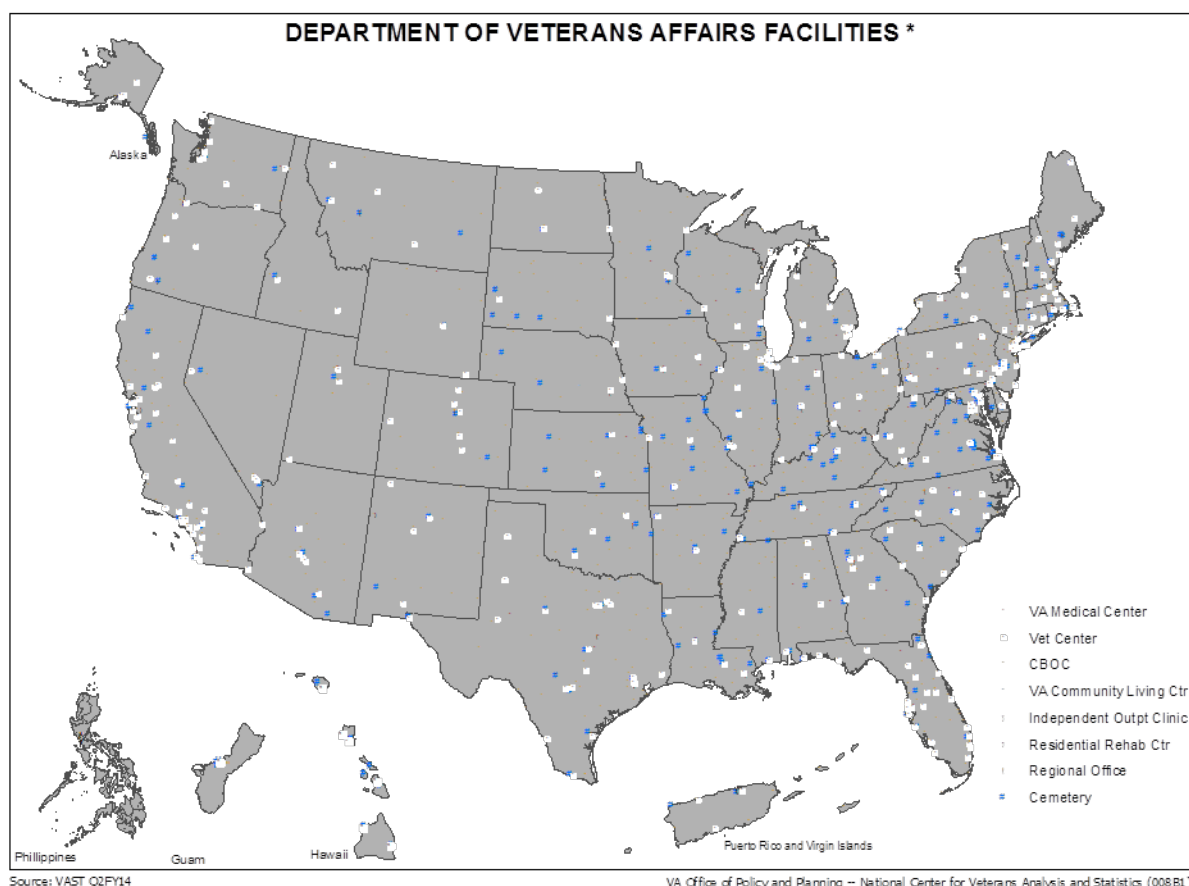 DEPARTMENT OF VETERANS AFFAIRS FACILITIES *
Alaska
VA Medical Center
Vet Center
CBOC
VA Community Living Ctr
Independent Outpt Clinic
Residential Rehab Ctr
Regional Office
# Cemetery
Phillippines
Guam
Hawaii
Puerto Rico and Virgin Islands
Source: VAST Q2FY14
VA Office of Policy and Planning -- National Center for Veterans Analysis and Statistics (008B1)